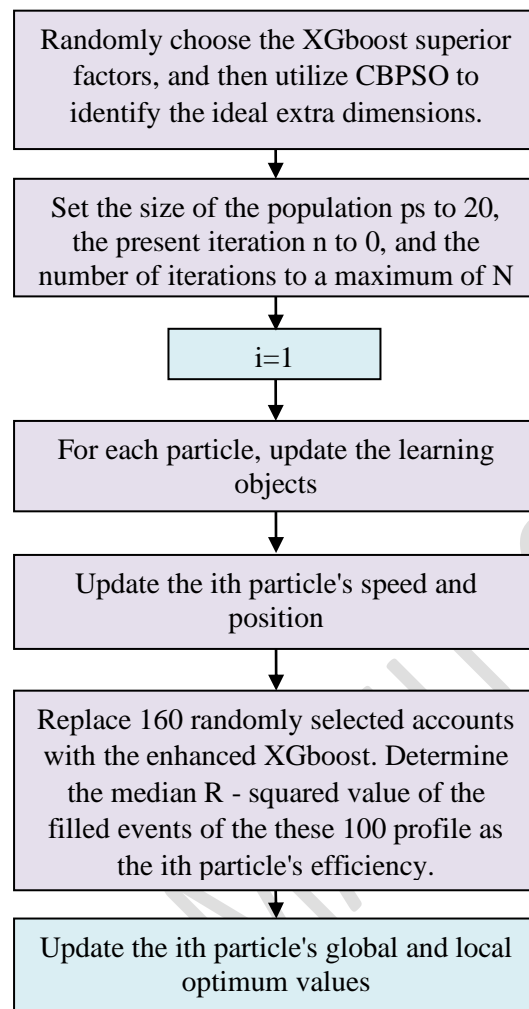 Randomly choose the XGboost superior
factors, and then utilize CBPSO to
identify the ideal extra dimensions.
Set the size of the population ps to 20,
the present iteration n to 0, and the
number of iterations to a maximum of N
i=1
For each particle, update the learning
objects
Update the ith particle's speed and
position
Replace 160 randomly selected accounts
with the enhanced XGboost. Determine
the median R - squared value of the
filled events of the these 100 profile as
the ith particle's efficiency.
Update the ith particle's global and local
optimum values